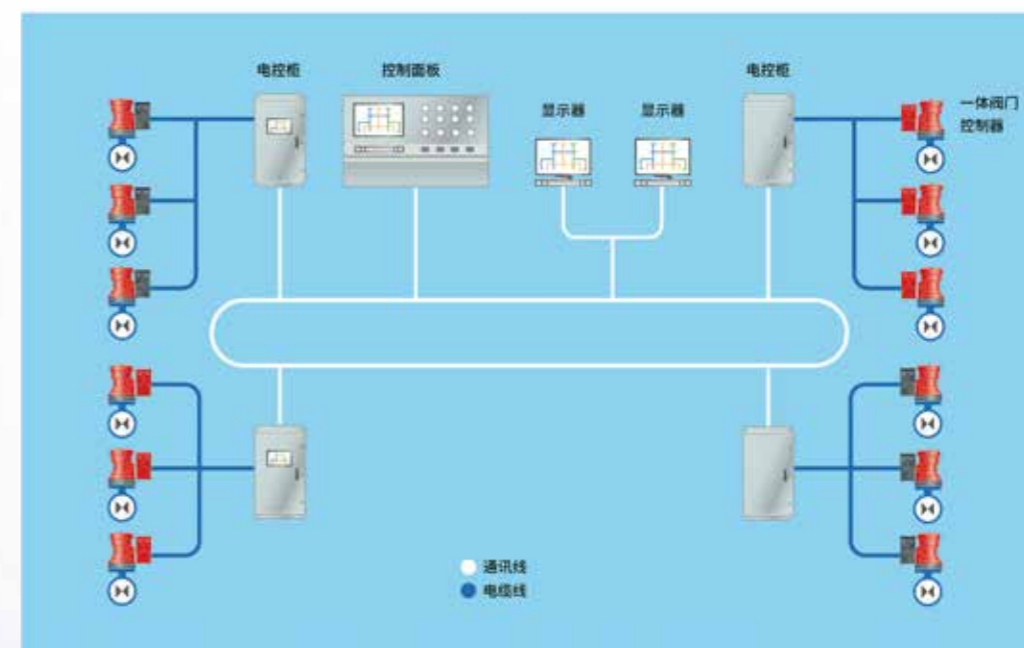 电控柜
控制面板
电控柜
显示器
显示器
一体阀门
控制器
通讯线
电缆线